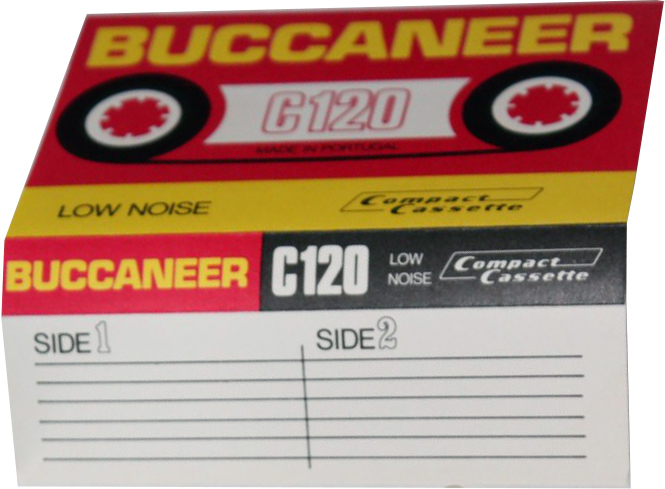 BUCCANEER
C120
MADE IN PORTUGAL
LOW NOISE
Compact
Cassette
BUCCANEER
C120
LOW
NOISE
Compact
Cassette
SIDE 1
SIDE 2